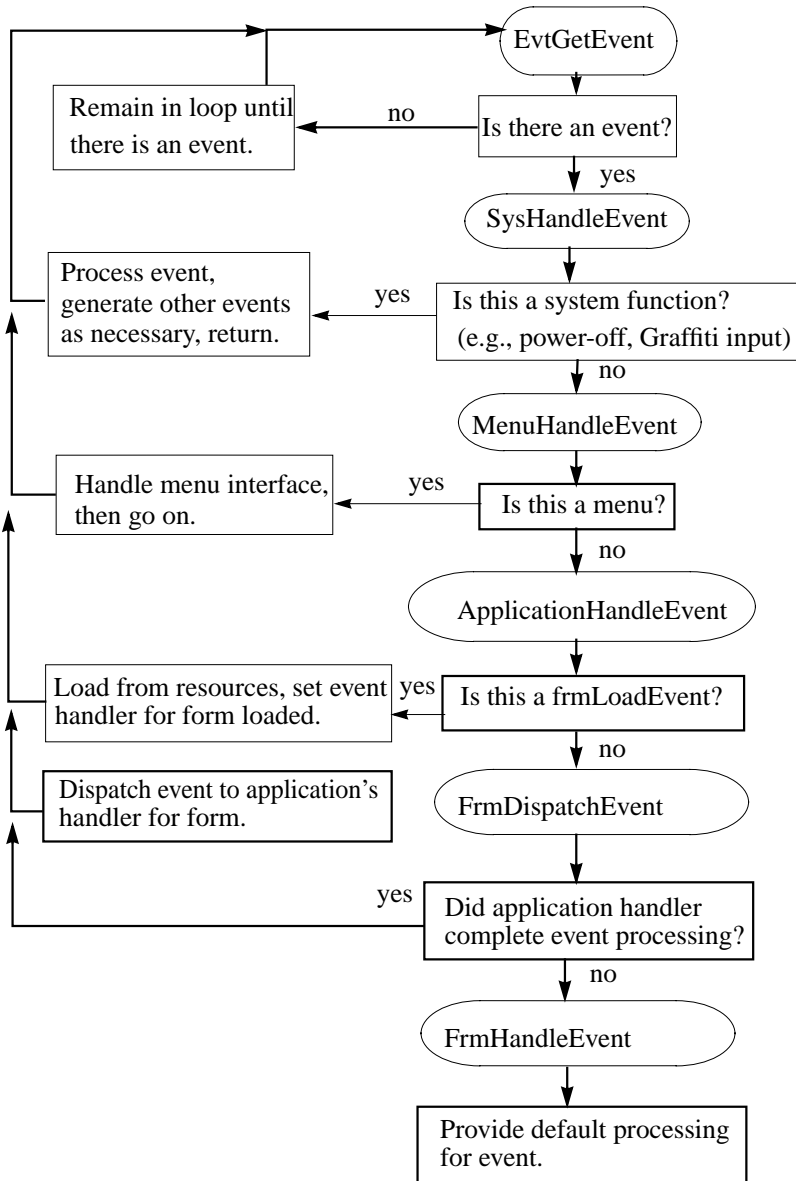 EvtGetEvent
Remain in loop until
there is an event.
no
Is there an event?
yes
SysHandleEvent
Process event,
generate other events
as necessary, return.
yes
Is this a system function?
(e.g., power-off, Graffiti input)
no
MenuHandleEvent
Handle menu interface,
then go on.
yes
Is this a menu?
no
ApplicationHandleEvent
Load from resources, set event
handler for form loaded.
yes
Is this a frmLoadEvent?
no
Dispatch event to application’s
handler for form.
FrmDispatchEvent
yes
Did application handler
complete event processing?
no
FrmHandleEvent
Provide default processing
for event.